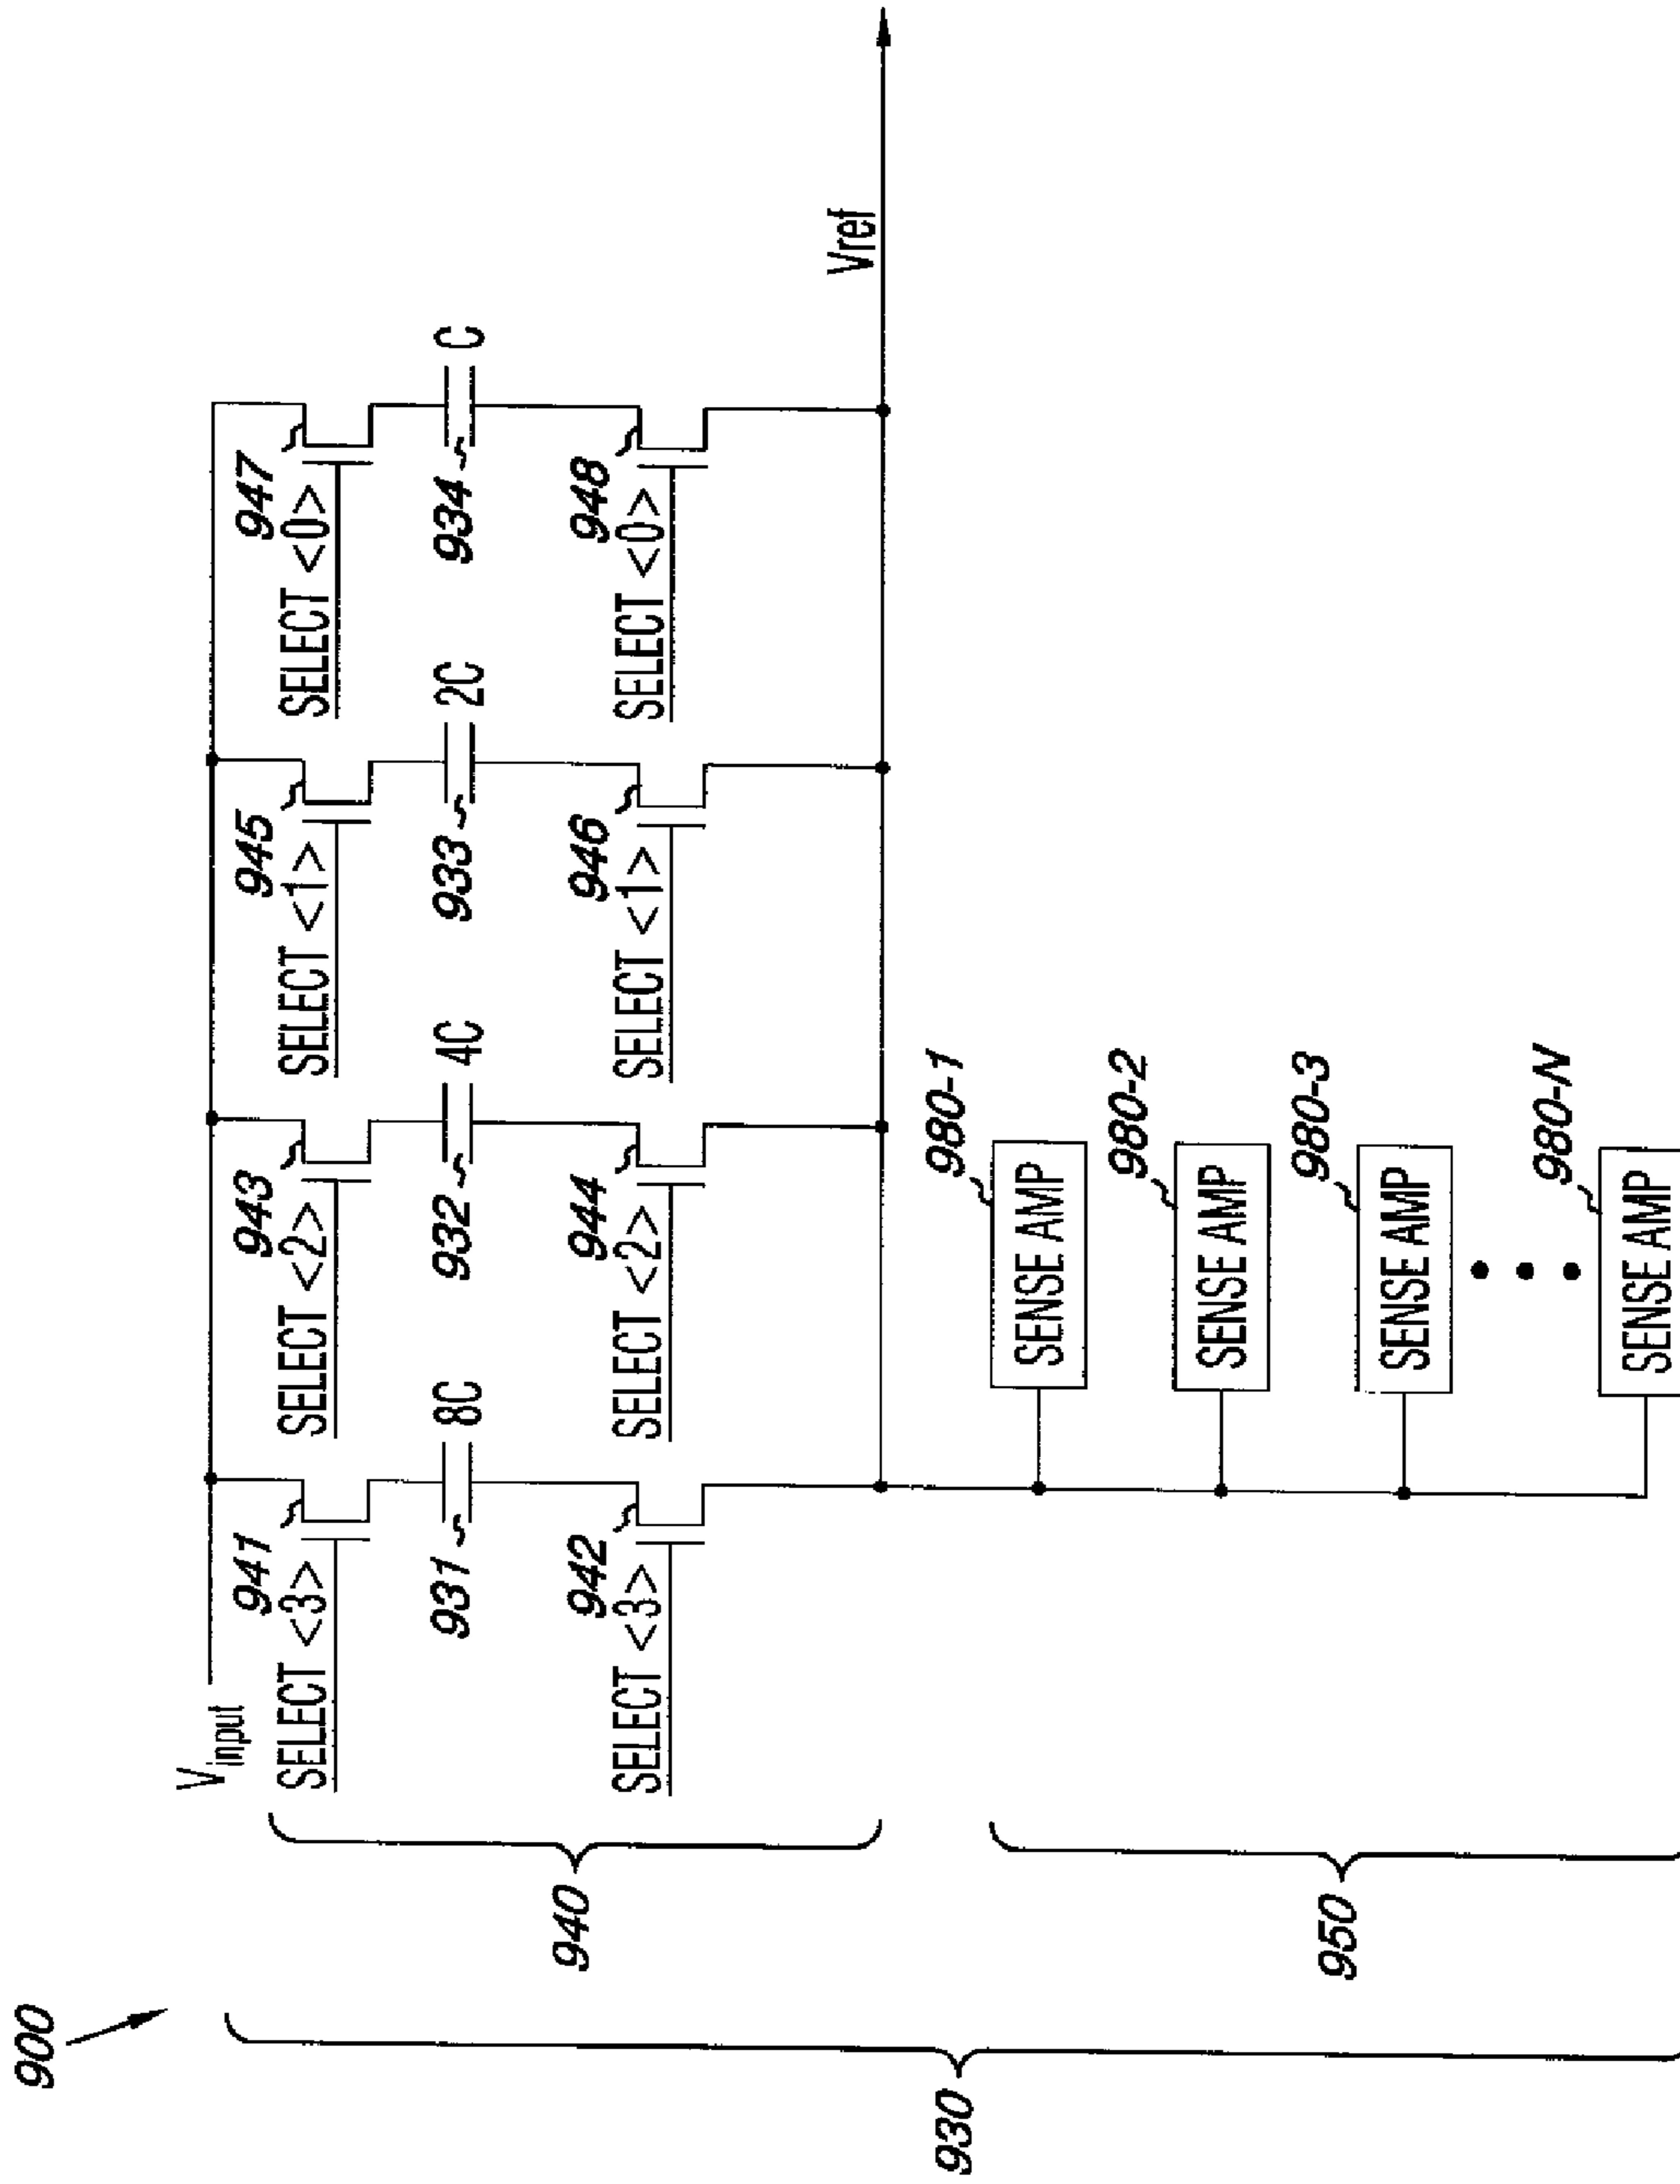 900
V input
941
943
945
947
SELECT <3>
SELECT <2>
SELECT <1>
SELECT <0>
931 8C
932 4C
933 2C
934 C
942
944
946
948
SELECT <3>
SELECT <2>
SELECT <1>
SELECT <0>
940
Vref
980-1
SENSE AMP
980-2
SENSE AMP
980-3
SENSE AMP
980-N
SENSE AMP
950
930